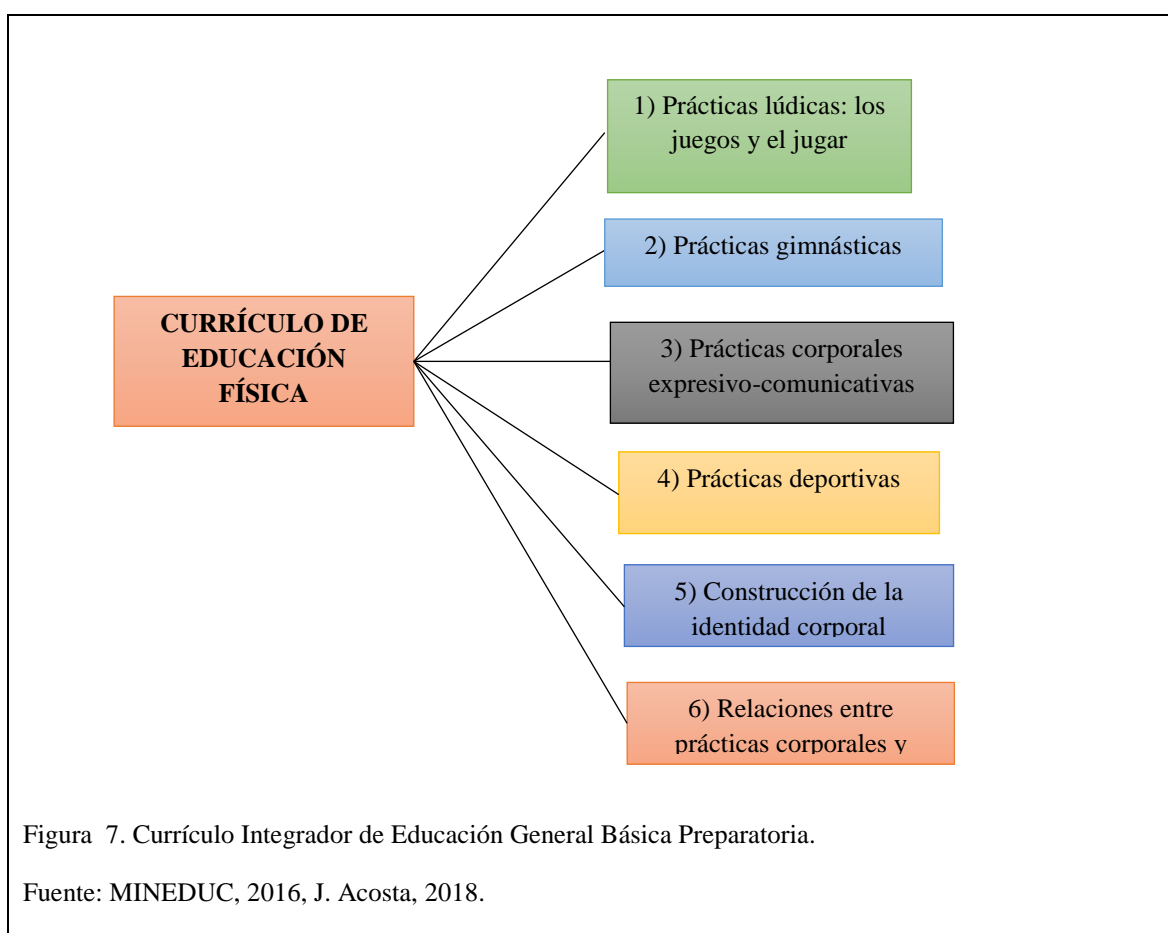 1) Prácticas lúdicas: los
juegos y el jugar
2) Prácticas gimnásticas
CURRÍCULO DE
EDUCACIÓN
FÍSICA
3) Prácticas corporales
expresivo-comunicativas
4) Prácticas deportivas
5) Construcción de la
identidad corporal
6) Relaciones entre
prácticas corporales y
Figura 7. Currículo Integrador de Educación General Básica Preparatoria.
Fuente: MINEDUC, 2016, J. Acosta, 2018.